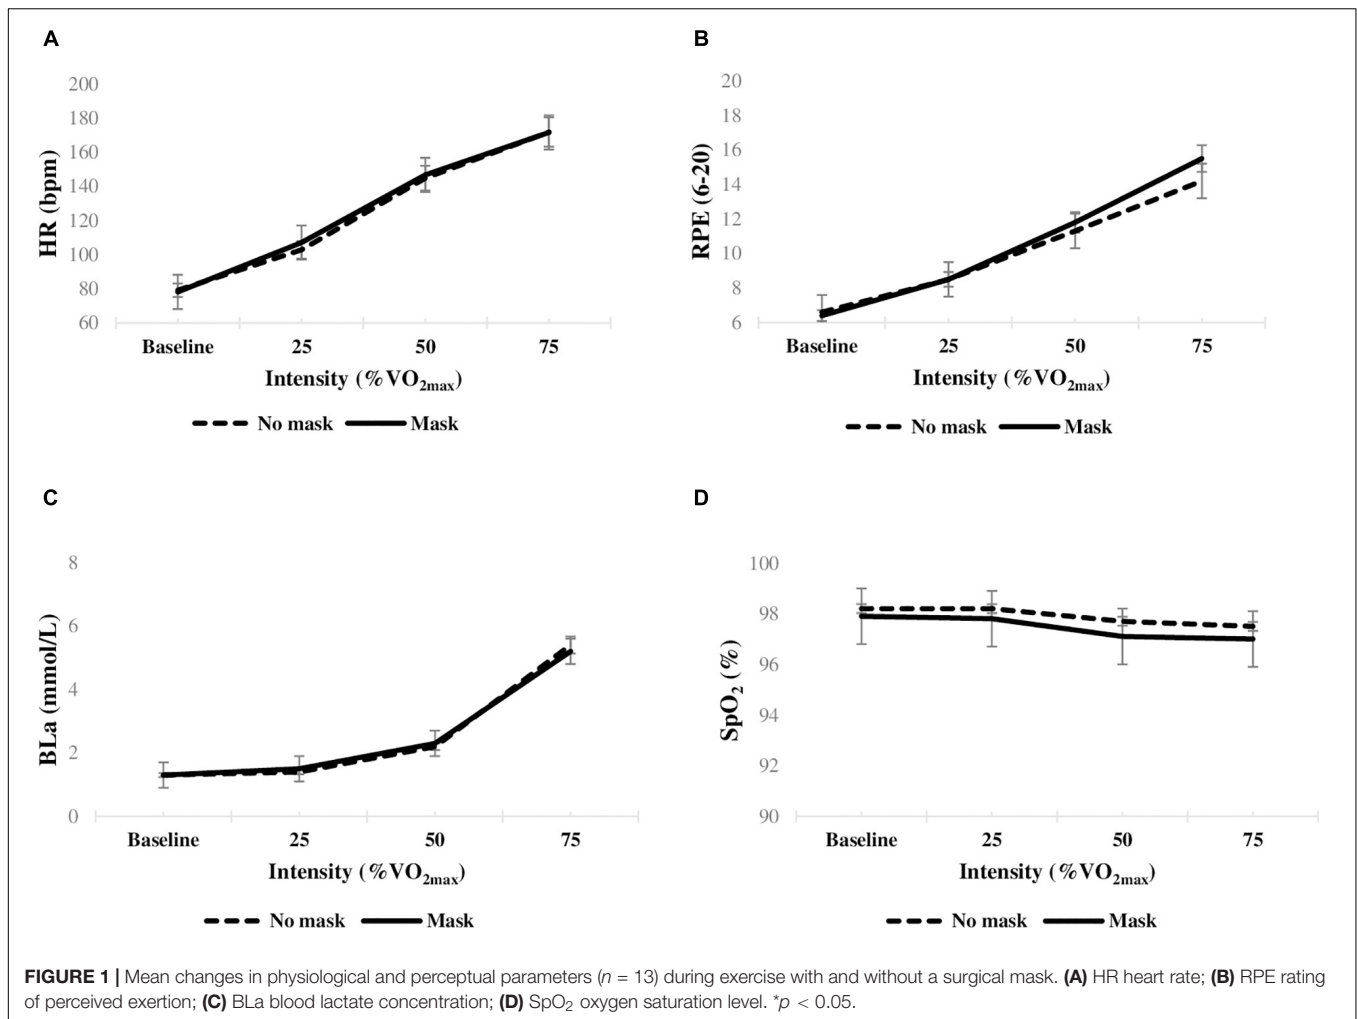 A
200
180
160
140
120
100
80
60
HR (bpm)
Baseline 25 50 75
Intensity (%VO2max)
No mask Mask
B
20
18
16
14
12
10
8
6
RPE (6-20)
Baseline 25 50 75
Intensity (%VO2max)
No mask Mask
C
8
6
4
2
0
BLa (mmol/L)
Baseline 25 50 75
Intensity (%VO2max)
No mask Mask
D
100
98
96
94
92
90
SpO2 (%)
Baseline 25 50 75
Intensity (%VO2max)
No mask Mask
FIGURE 1 | Mean changes in physiological and perceptual parameters (n = 13) during exercise with and without a surgical mask. (A) HR heart rate; (B) RPE rating
of perceived exertion; (C) BLa blood lactate concentration; (D) SpO2 oxygen saturation level. *p < 0.05.